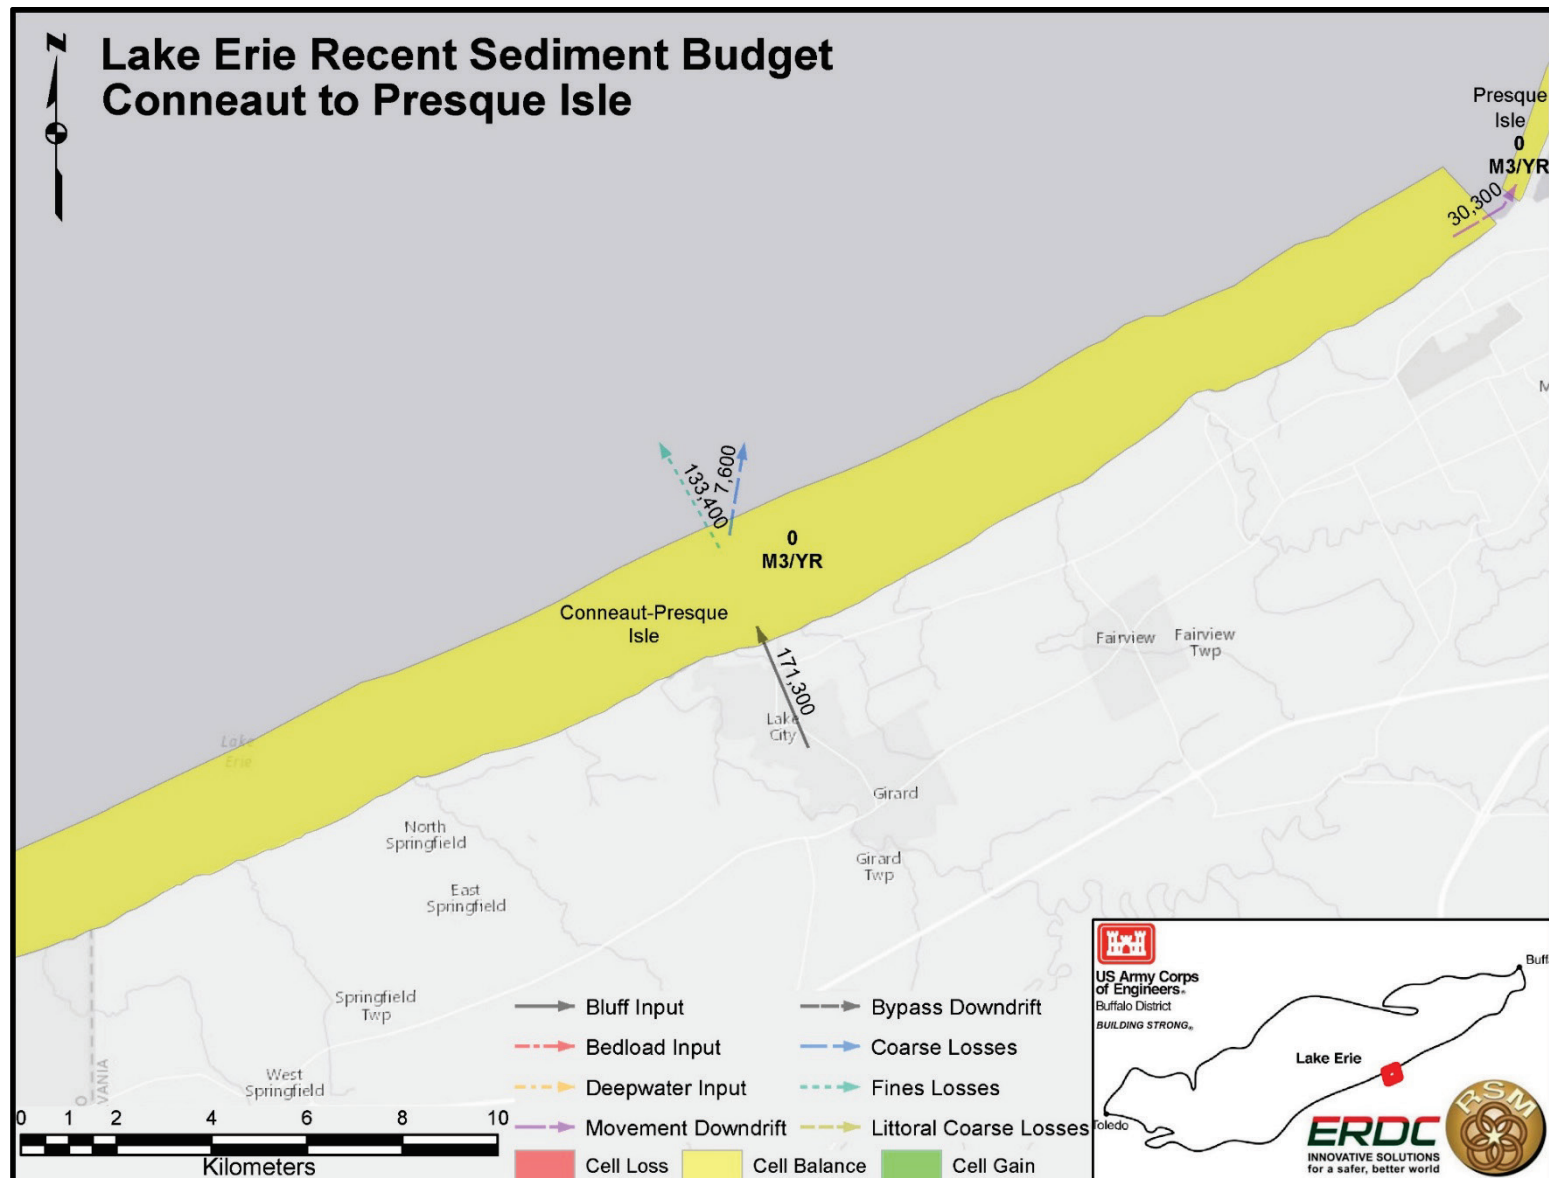 N
Lake Erie Recent Sediment Budget
Conneaut to Presque Isle
Presque
Isle
0
M3/YR
30,300
133,400
7,600
0
M3/YR
Conneaut-Presque
Isle
171,300
Fairview
Fairview
Twp
Lake
City
Lake
Erie
Girard
North
Springfield
Girard
Twp
East
Springfield
Springfield
Twp
West
Springfield
O
VANIA
M
0 1 2 4 6 8 10
Kilometers
Bluff Input
Bypass Downdrift
Bedload Input
Coarse Losses
Deepwater Input
Fines Losses
Movement Downdrift
Littoral Coarse Losses
Cell Loss
Cell Balance
Cell Gain
US Army Corps
of Engineers®
Buffalo District
BUILDING STRONG®
Buff
Lake Erie
Toledo
ERDC
INNOVATIVE SOLUTIONS
for a safer, better world
RSM